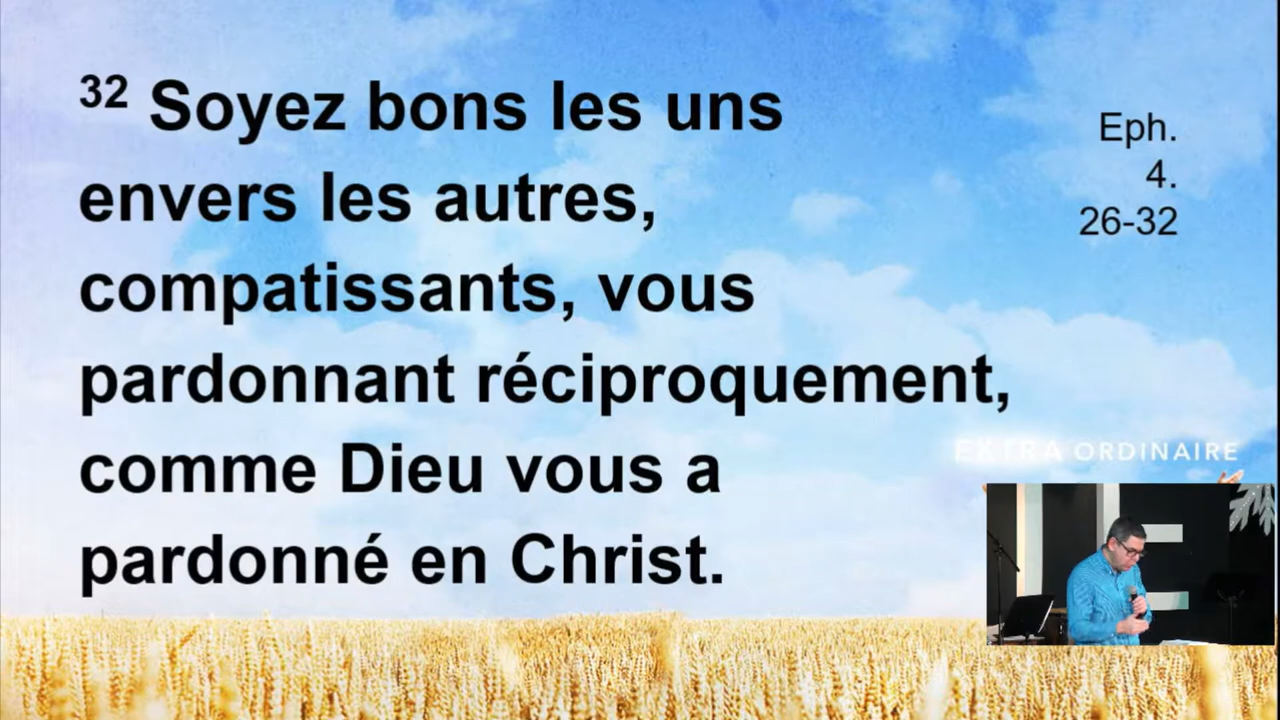 32 Soyez bons les uns
envers les autres,
compatissants, vous
pardonnant réciproquement,
comme Dieu vous a
pardonné en Christ.
Eph.
4.
26-32
EXTRA ORDINAIRE
E